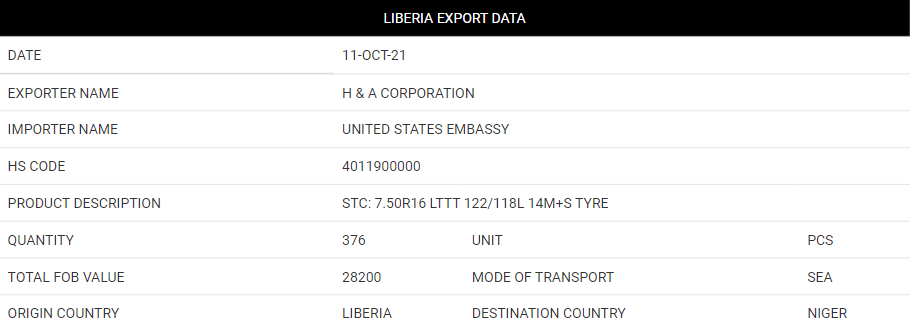 LIBERIA EXPORT DATA
DATE 11-OCT-21
EXPORTER NAME H & A CORPORATION
IMPORTER NAME UNITED STATES EMBASSY
HS CODE 4011900000
PRODUCT DESCRIPTION STC: 7.50R16 LTTT 122/118L 14M+S TYRE
QUANTITY 376 UNIT PCS
TOTAL FOB VALUE 28200 MODE OF TRANSPORT SEA
ORIGIN COUNTRY LIBERIA DESTINATION COUNTRY NIGER